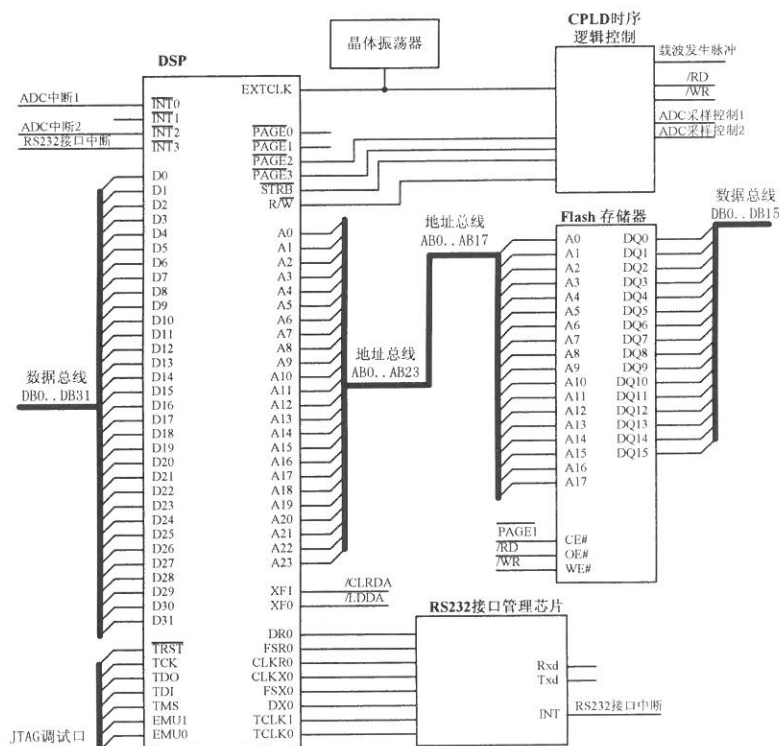 CPLD时序
逻辑控制
晶体振荡器
DSP
载波发生脉冲
/RD
/WR
ADC采样控制1
ADC采样控制2
EXTCLK
ADC中断1
INT0
INT1
ADC中断2
INT2
RS232接口中断
INT3
PAGE0
PAGE1
PAGE2
PAGE3
STRB
R/W
D0
D1
D2
D3
D4
D5
D6
D7
D8
D9
D10
D11
D12
D13
D14
D15
D16
D17
D18
D19
D20
D21
D22
D23
D24
D25
D26
D27
D28
D29
D30
D31
数据总线
DB0..DB31
A0
A1
A2
A3
A4
A5
A6
A7
A8
A9
A10
A11
A12
A13
A14
A15
A16
A17
A18
A19
A20
A21
A22
A23
地址总线
AB0..AB23
地址总线
AB0..AB17
Flash 存储器
数据总线
DB0..DB15
A0
A1
A2
A3
A4
A5
A6
A7
A8
A9
A10
A11
A12
A13
A14
A15
A16
A17
DQ0
DQ1
DQ2
DQ3
DQ4
DQ5
DQ6
DQ7
DQ8
DQ9
DQ10
DQ11
DQ12
DQ13
DQ14
DQ15
PAGE1
/RD
/WR
CE#
OE#
WE#
XF1
/CLRDA
XF0
/LDDA
RS232接口管理芯片
DR0
FSR0
CLKR0
CLKX0
FSX0
DX0
TCLK1
TCLK0
Rxd
Txd
INT
RS232接口中断
TRST
TCK
TDO
TDI
TMS
EMU1
EMU0
JTAG调试口